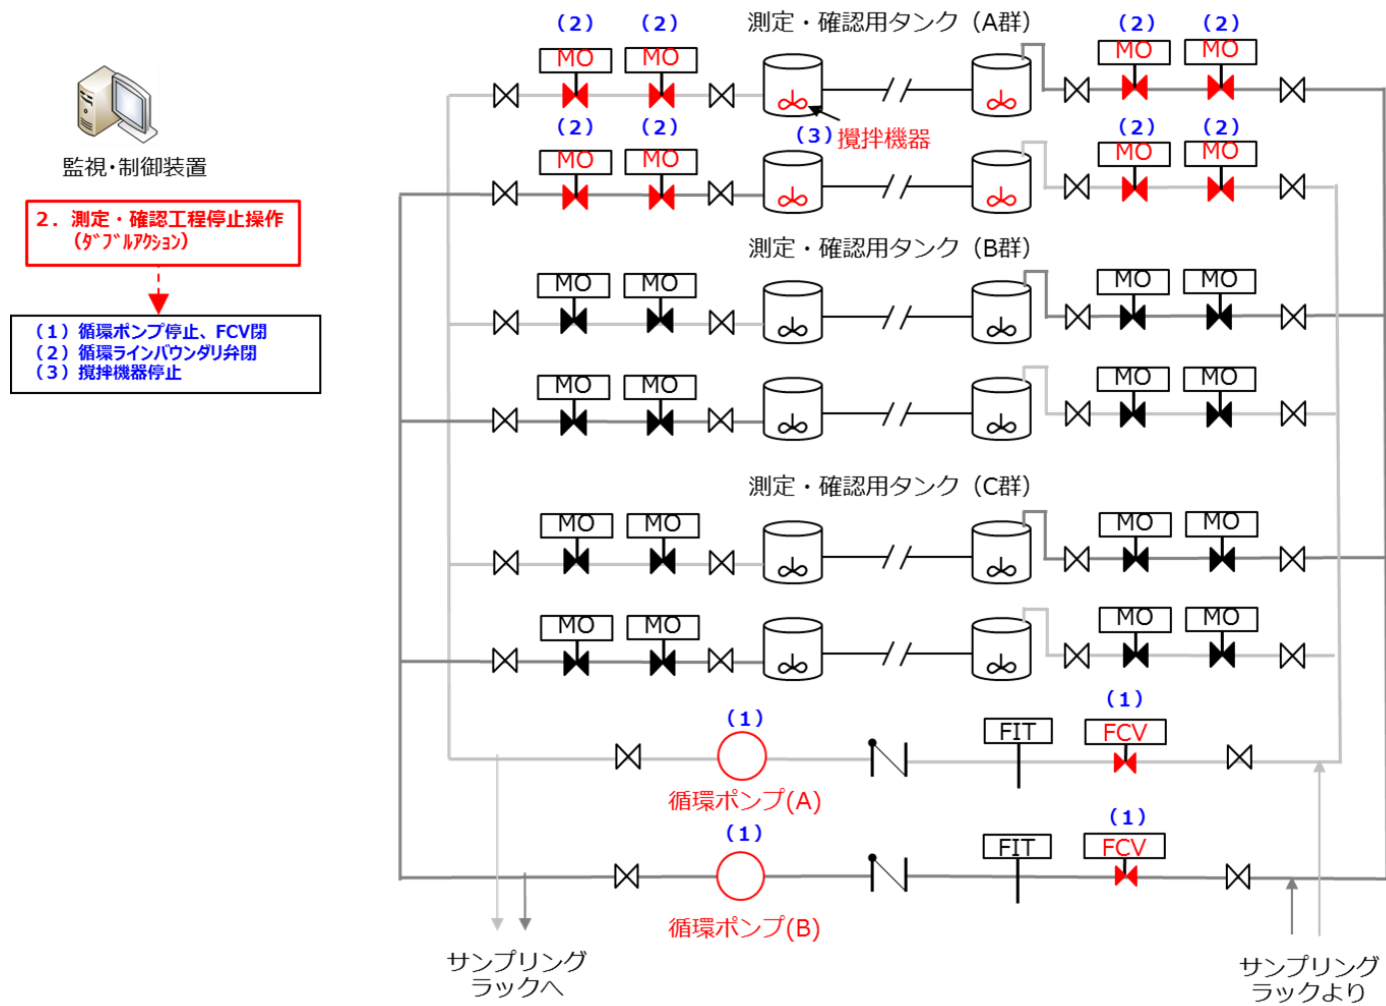 (2) (2) 測定・確認用タンク (A群) (2) (2)
MO MO MO MO
(2) (2) (3) 攪拌機器 (2) (2)
MO MO MO MO
監視・制御装置
2. 測定・確認工程停止操作
(ﾀﾞﾌﾞﾙｱｸｼｮﾝ)
(1) 循環ポンプ停止、FCV閉
(2) 循環ラインバウンダリ弁閉
(3) 攪拌機器停止
測定・確認用タンク (B群)
MO MO MO MO
MO MO MO MO
測定・確認用タンク (C群)
MO MO MO MO
MO MO MO MO
(1) (1)
FIT FCV
循環ポンプ(A)
(1) (1)
FIT FCV
循環ポンプ(B)
サンプリング
ラックへ
サンプリング
ラックより